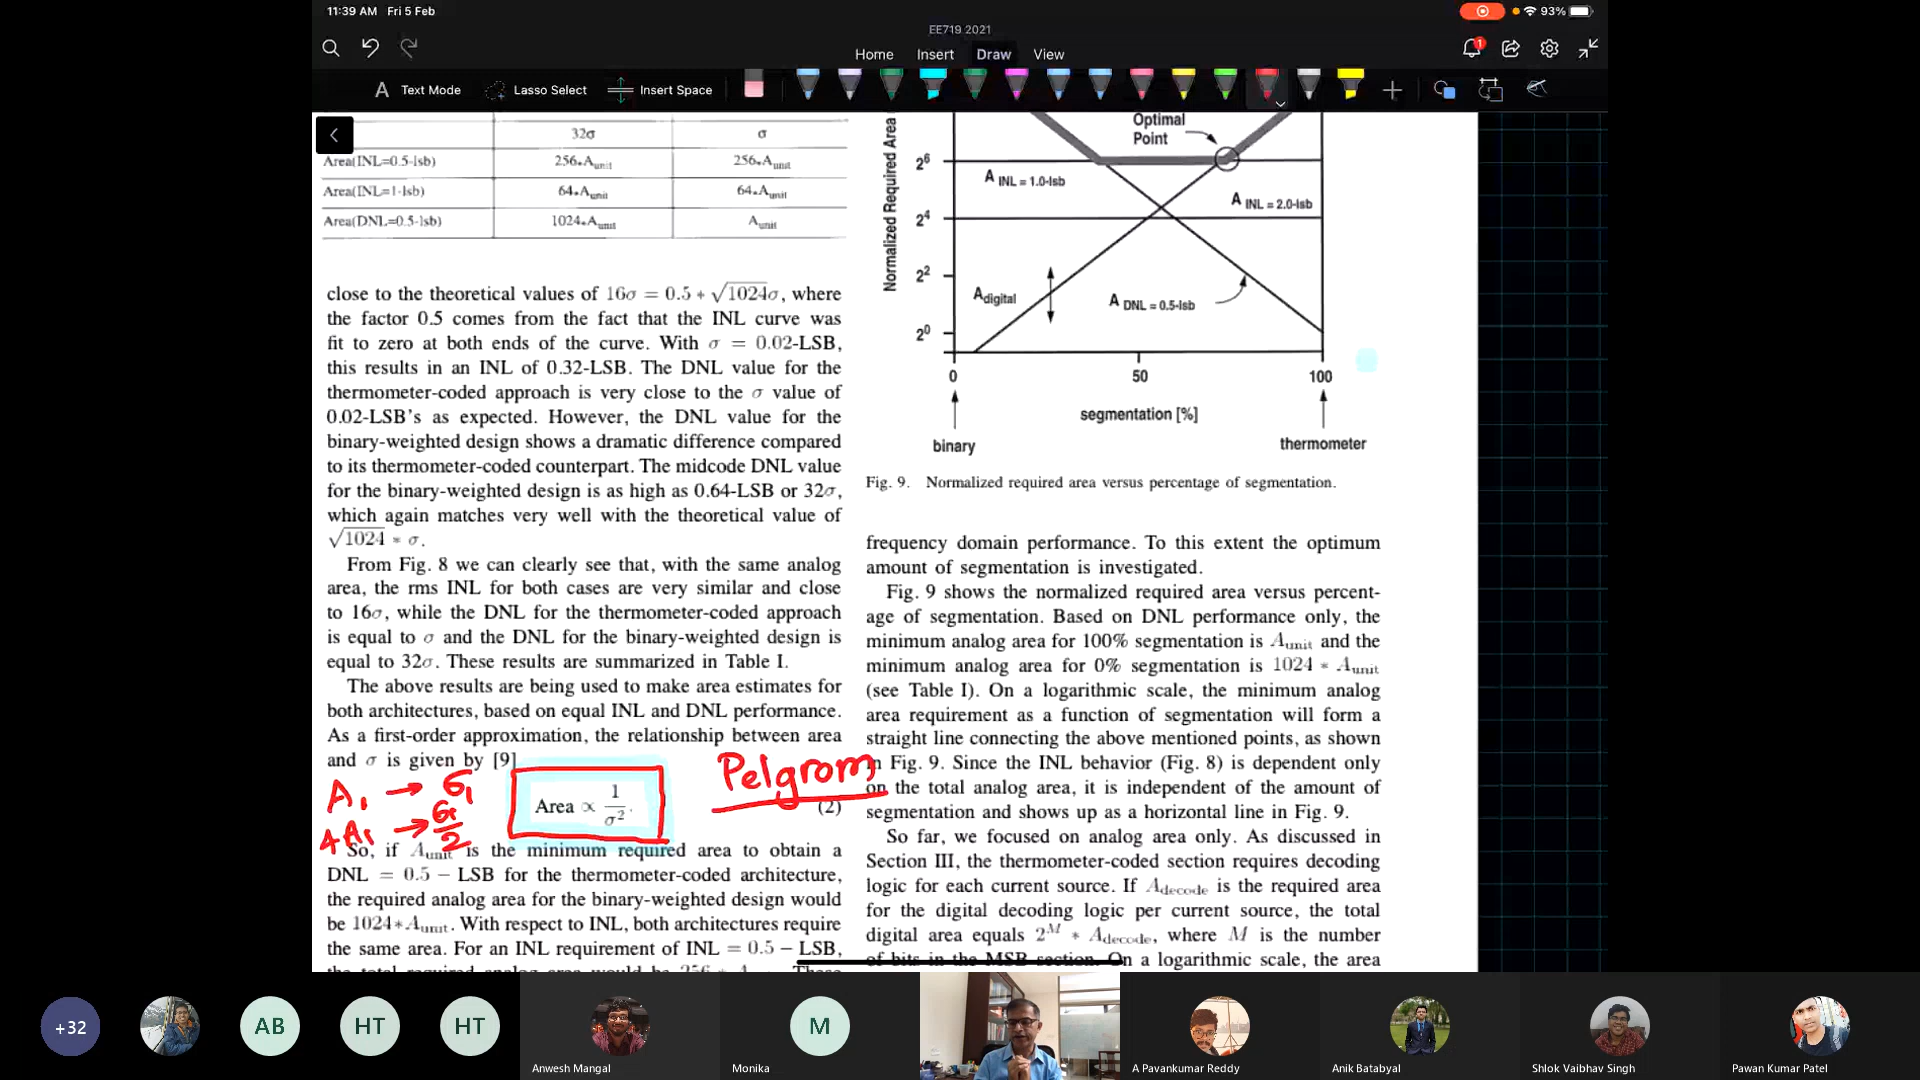 11:39 AM Fri 5 Feb
93%
EE719 2021
Home Insert Draw View
1
A Text Mode Lasso Select Insert Space
32σ σ
Area(INL=0.5-lsb) 256*Aunit 256*Aunit
Area(INL=1-lsb) 64*Aunit 64*Aunit
Area(DNL=0.5-lsb) 1024*Aunit Aunit
close to the theoretical values of 16σ = 0.5 * √1024σ, where
the factor 0.5 comes from the fact that the INL curve was
fit to zero at both ends of the curve. With σ = 0.02-LSB,
this results in an INL of 0.32-LSB. The DNL value for the
thermometer-coded approach is very close to the σ value of
0.02-LSB's as expected. However, the DNL value for the
binary-weighted design shows a dramatic difference compared
to its thermometer-coded counterpart. The midcode DNL value
for the binary-weighted design is as high as 0.64-LSB or 32σ,
which again matches very well with the theoretical value of
√1024 * σ.
From Fig. 8 we can clearly see that, with the same analog
area, the rms INL for both cases are very similar and close
to 16σ, while the DNL for the thermometer-coded approach
is equal to σ and the DNL for the binary-weighted design is
equal to 32σ. These results are summarized in Table I.
The above results are being used to make area estimates for
both architectures, based on equal INL and DNL performance.
As a first-order approximation, the relationship between area
and σ is given by [9]
A1 → σ1
4A1 → σ1/2
Area ∝ 1/σ². (2)
Pelgrom
So, if Aunit is the minimum required area to obtain a
DNL = 0.5 − LSB for the thermometer-coded architecture,
the required analog area for the binary-weighted design would
be 1024*Aunit. With respect to INL, both architectures require
the same area. For an INL requirement of INL = 0.5 − LSB,
the total required analog area would be 256 * These
Normalized Required Area
Optimal
Point
2⁶
A INL = 1.0-lsb
A INL = 2.0-lsb
2⁴
2²
Adigital
A DNL = 0.5-lsb
2⁰
0 50 100
segmentation [%]
binary thermometer
Fig. 9. Normalized required area versus percentage of segmentation.
frequency domain performance. To this extent the optimum
amount of segmentation is investigated.
Fig. 9 shows the normalized required area versus percent-
age of segmentation. Based on DNL performance only, the
minimum analog area for 100% segmentation is Aunit and the
minimum analog area for 0% segmentation is 1024 * Aunit
(see Table I). On a logarithmic scale, the minimum analog
area requirement as a function of segmentation will form a
straight line connecting the above mentioned points, as shown
in Fig. 9. Since the INL behavior (Fig. 8) is dependent only
on the total analog area, it is independent of the amount of
segmentation and shows up as a horizontal line in Fig. 9.
So far, we focused on analog area only. As discussed in
Section III, the thermometer-coded section requires decoding
logic for each current source. If Adecode is the required area
for the digital decoding logic per current source, the total
digital area equals 2ᴹ * Adecode, where M is the number
of bits in the MSB section. On a logarithmic scale, the area
+32 AB HT HT M
Anwesh Mangal Monika A Pavankumar Reddy Anik Batabyal Shlok Vaibhav Singh Pawan Kumar Patel